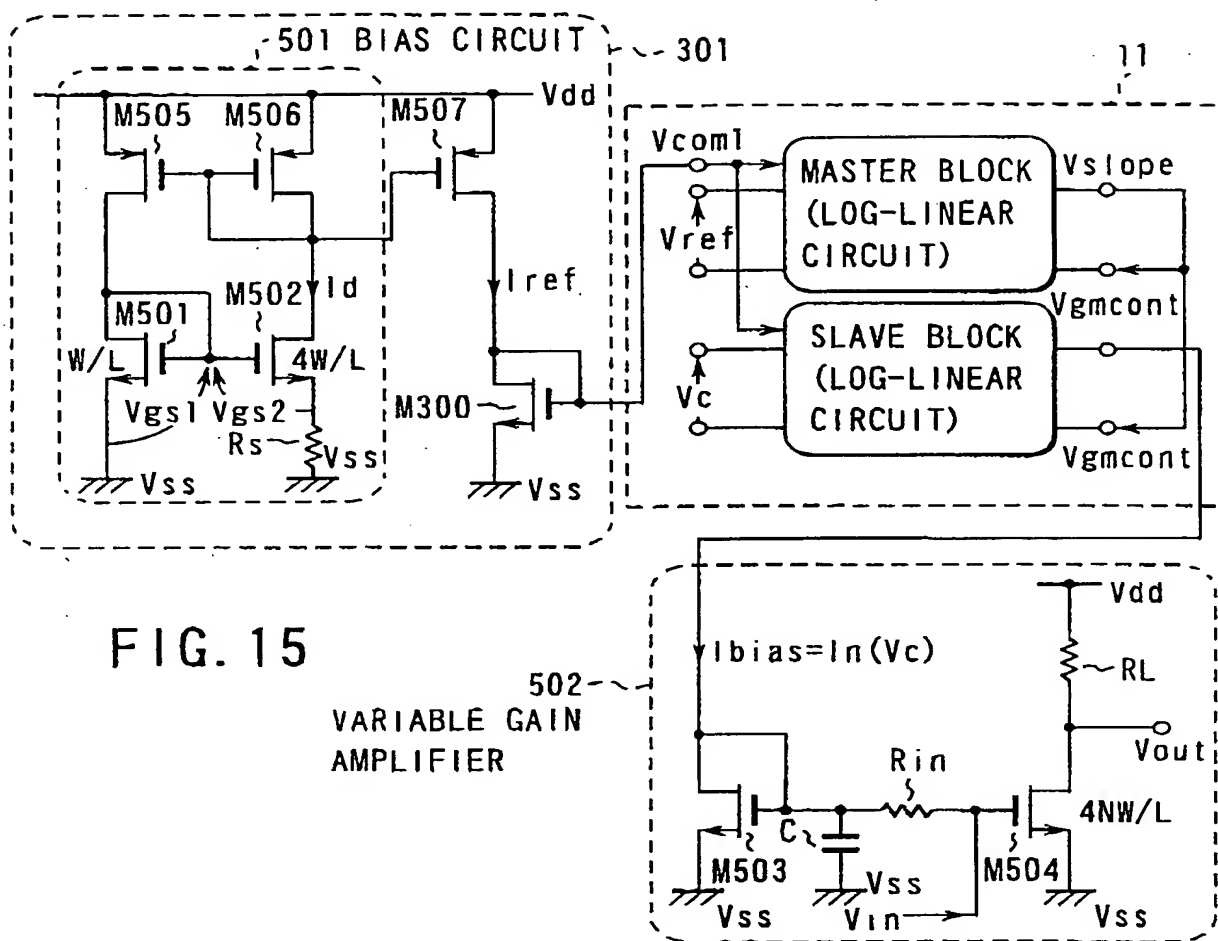 501 BIAS CIRCUIT
301
11
M505
M506
M507
Vdd
Vcom1
MASTER BLOCK
(LOG-LINEAR
CIRCUIT)
Vslope
Vref
Vgmcont
M501
M502
Id
Iref
W/L
4W/L
SLAVE BLOCK
(LOG-LINEAR
CIRCUIT)
Vc
Vgmcont
Vgs1
Vgs2
M300
Rs
Vss
Vss
Vss
FIG. 15
502
VARIABLE GAIN
AMPLIFIER
Ibias=In(Vc)
Vdd
RL
Vout
Rin
C
4NW/L
M503
M504
Vss
Vss
Vin
Vss